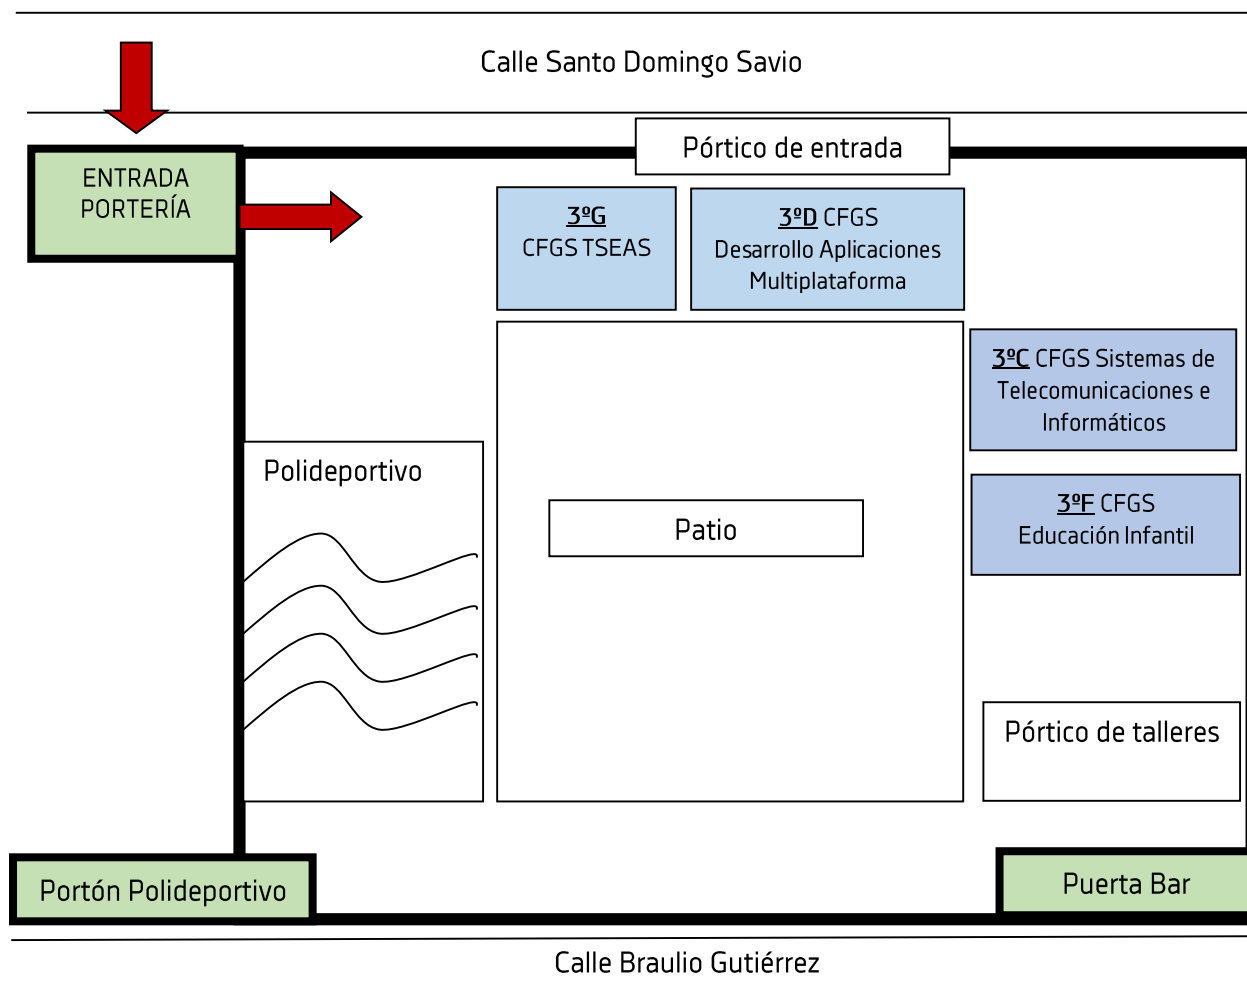 Calle Santo Domingo Savio
Pórtico de entrada
ENTRADA
PORTERÍA
3ºG
CFGS TSEAS
3ºD CFGS
Desarrollo Aplicaciones
Multiplataforma
3ºC CFGS Sistemas de
Telecomunicaciones e
Informáticos
Polideportivo
3ºF CFGS
Educación Infantil
Patio
Pórtico de talleres
Portón Polideportivo
Puerta Bar
Calle Braulio Gutiérrez